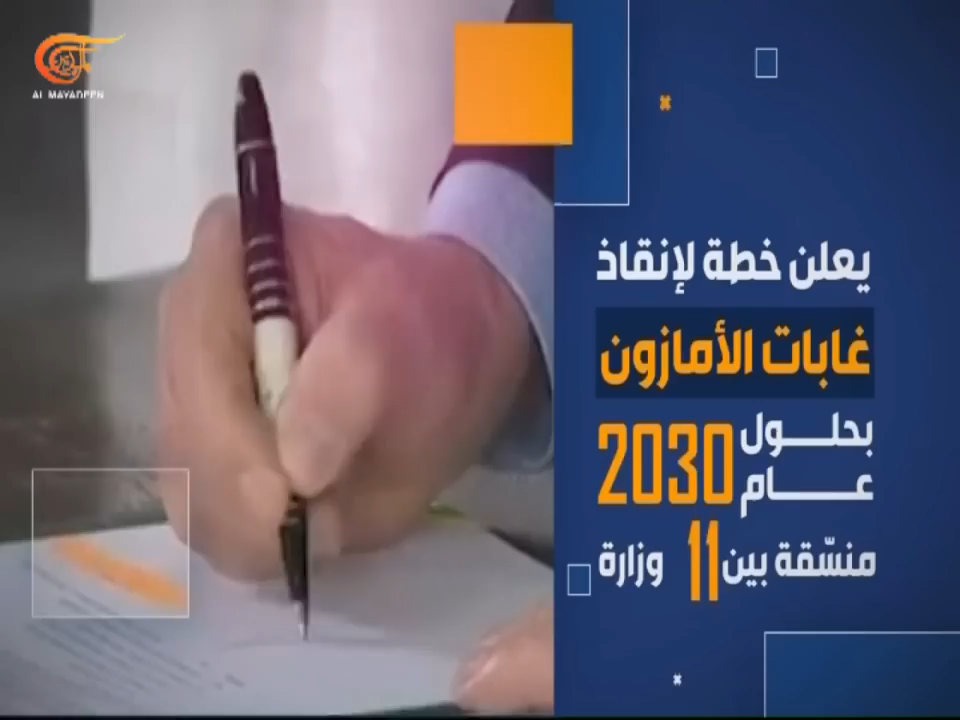 AL MAYADEEN
يعلن خطة لإنقاذ
غابات الأمازون
بحلول
عام
2030
منسّقة بين 11 وزارة